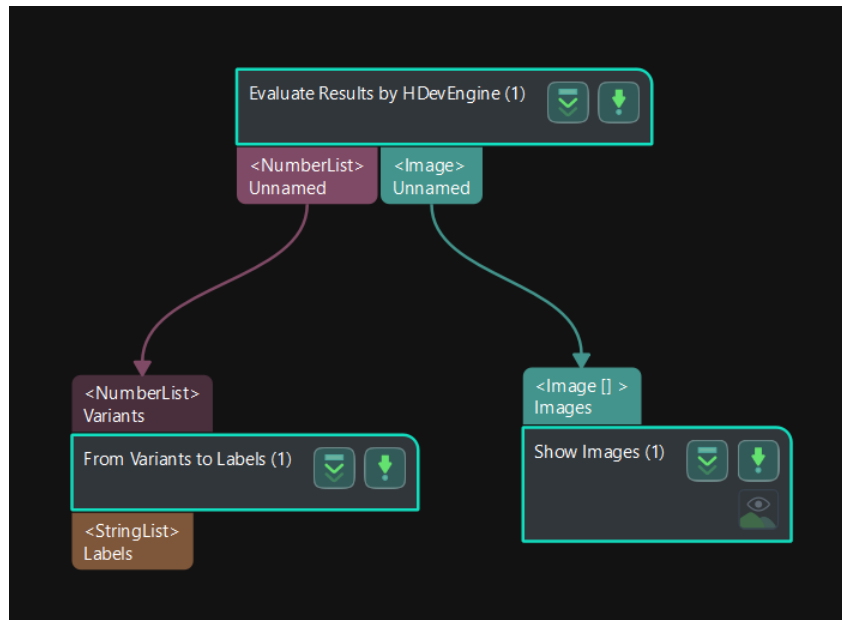 Evaluate Results by HDevEngine (1)
<NumberList>
Unnamed
<Image>
Unnamed
<NumberList>
Variants
From Variants to Labels (1)
<StringList>
Labels
<Image [] >
Images
Show Images (1)